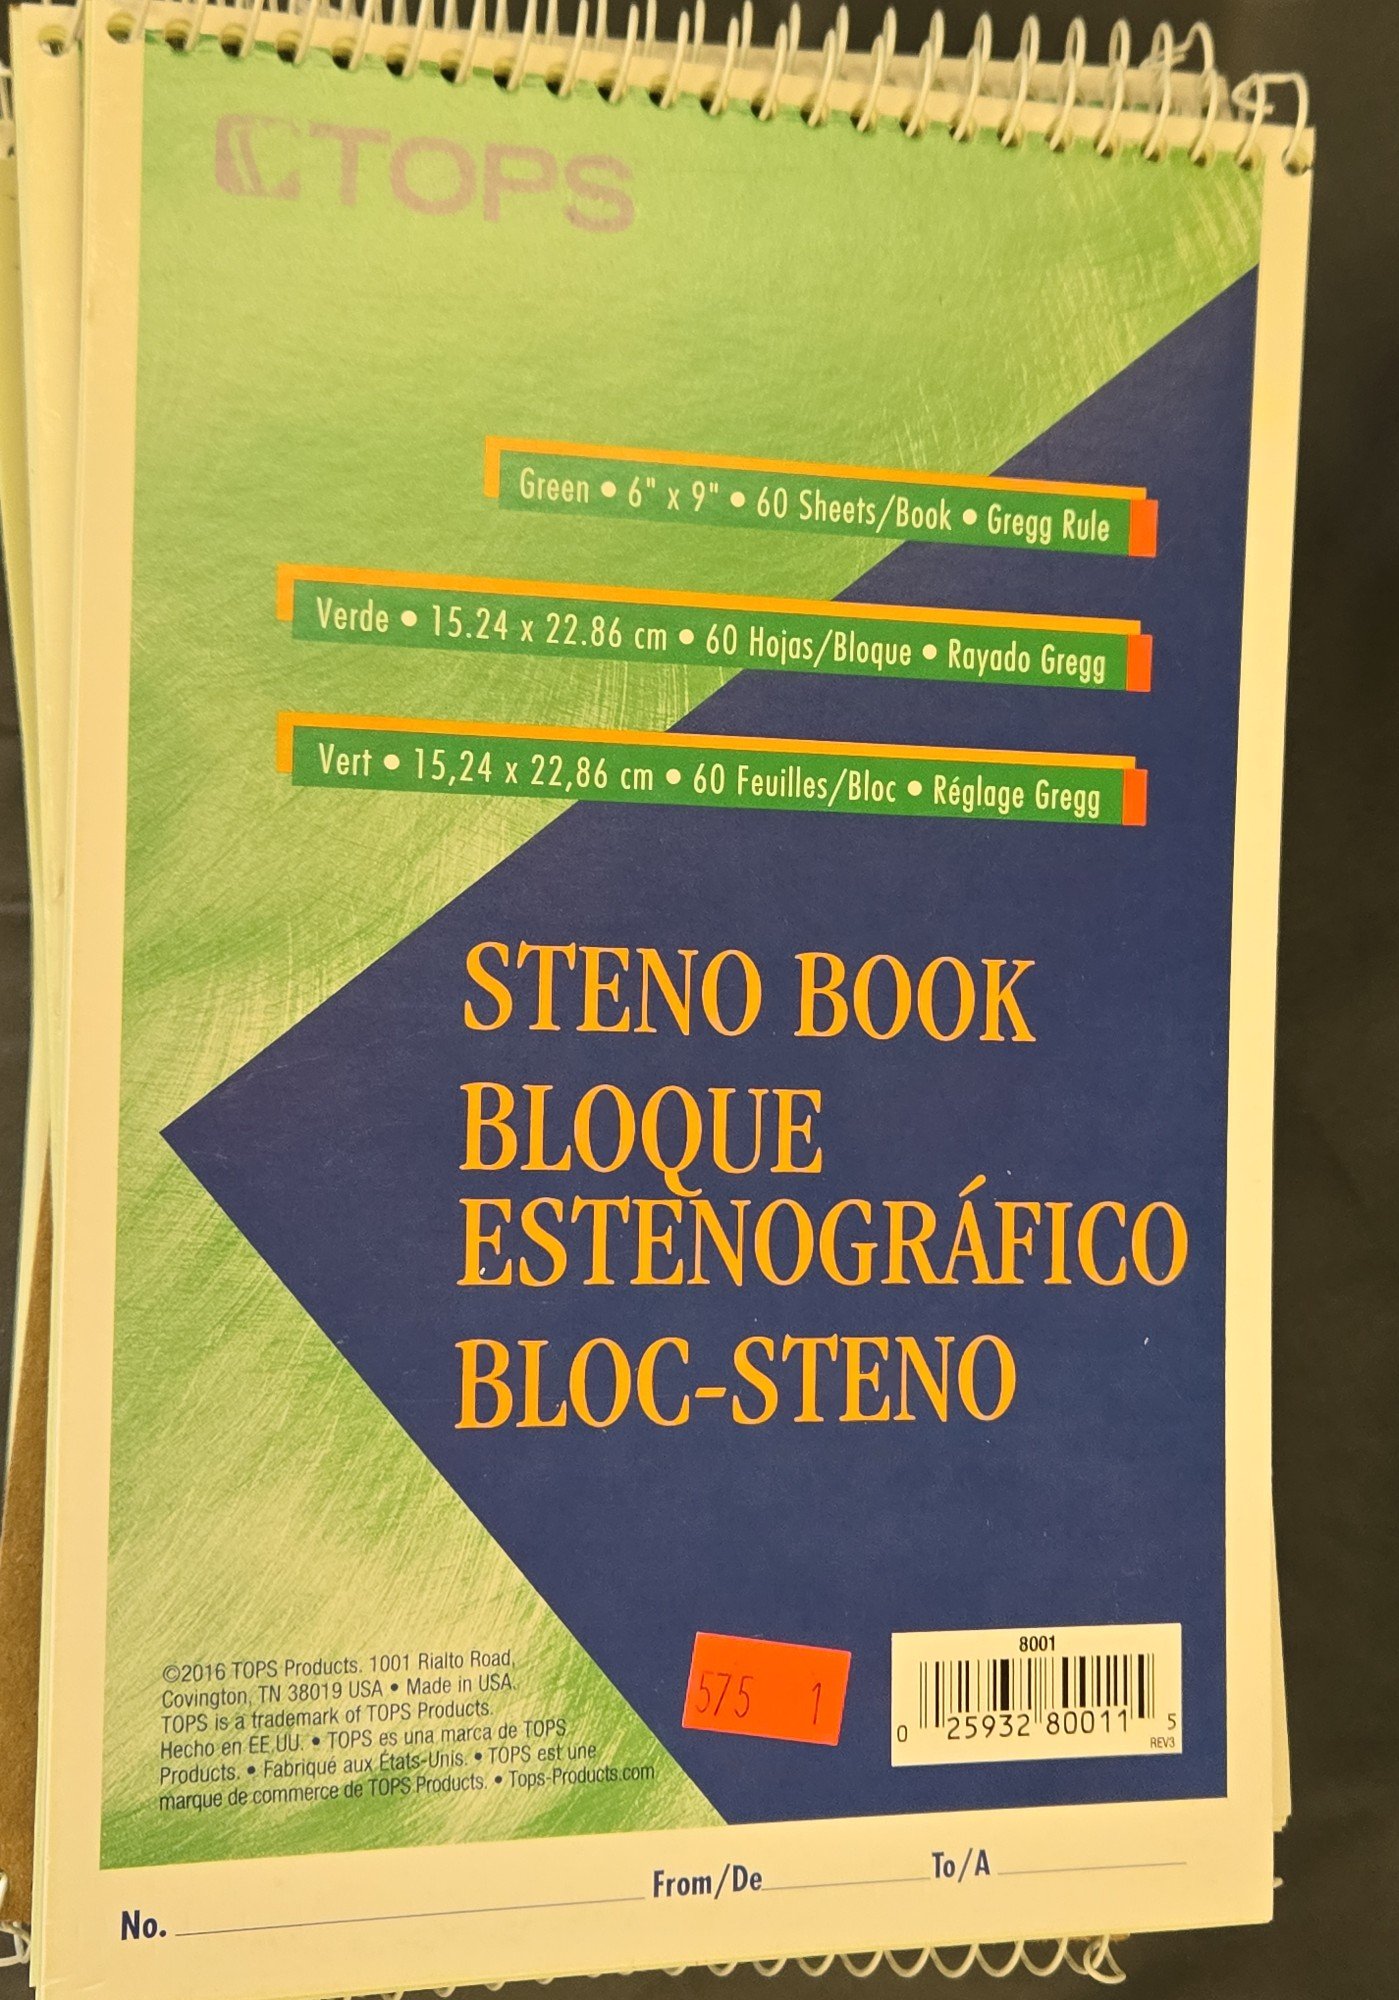 TOPS
Green • 6" x 9" • 60 Sheets/Book • Gregg Rule
Verde • 15.24 x 22.86 cm • 60 Hojas/Bloque • Rayado Gregg
Vert • 15,24 x 22,86 cm • 60 Feuilles/Bloc • Réglage Gregg
STENO BOOK
BLOQUE
ESTENOGRÁFICO
BLOC-STENO
©2016 TOPS Products. 1001 Rialto Road,
Covington, TN 38019 USA • Made in USA.
TOPS is a trademark of TOPS Products.
Hecho en EE.UU. • TOPS es una marca de TOPS
Products. • Fabriqué aux États-Unis. • TOPS est une
marque de commerce de TOPS Products. • Tops-Products.com
575 1
8001
0 25932 80011 5
REV3
No. From/De To/A